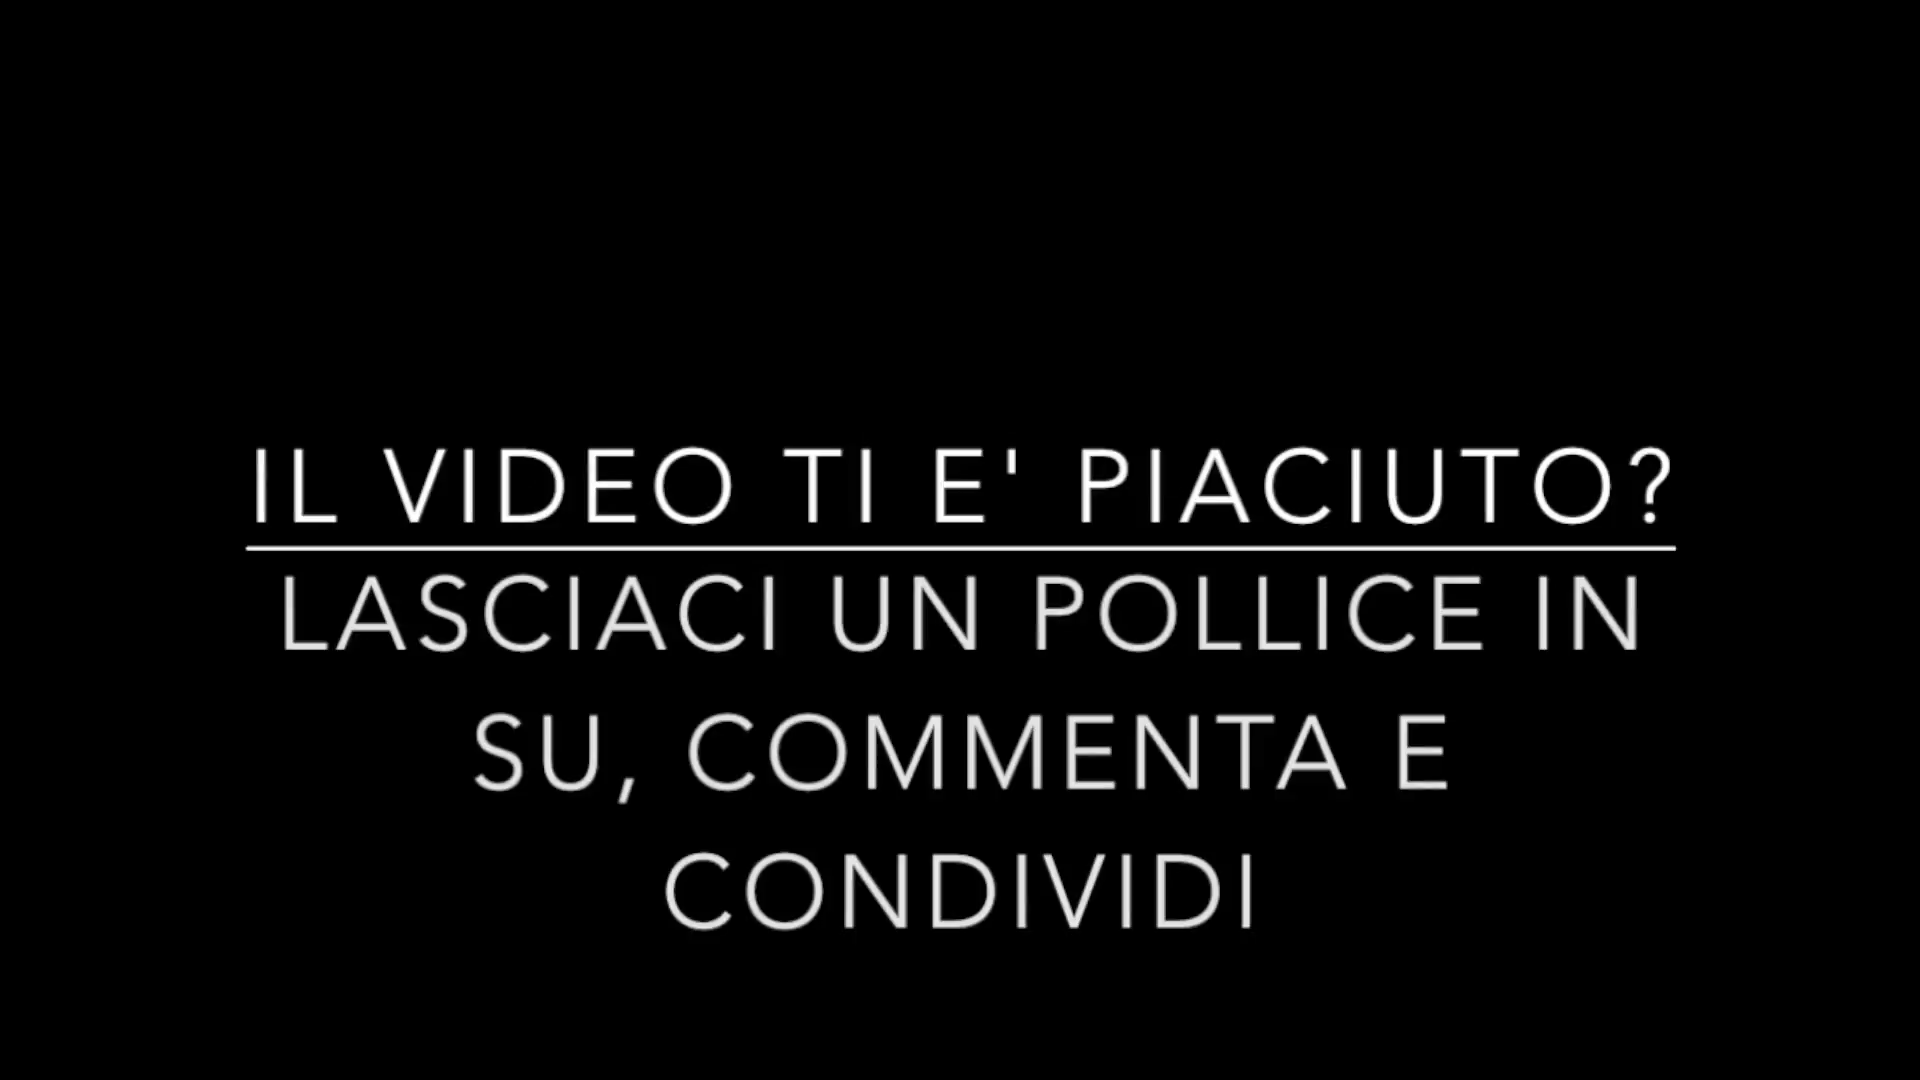 IL VIDEO TI E' PIACIUTO?
LASCIACI UN POLLICE IN
SU, COMMENTA E
CONDIVIDI